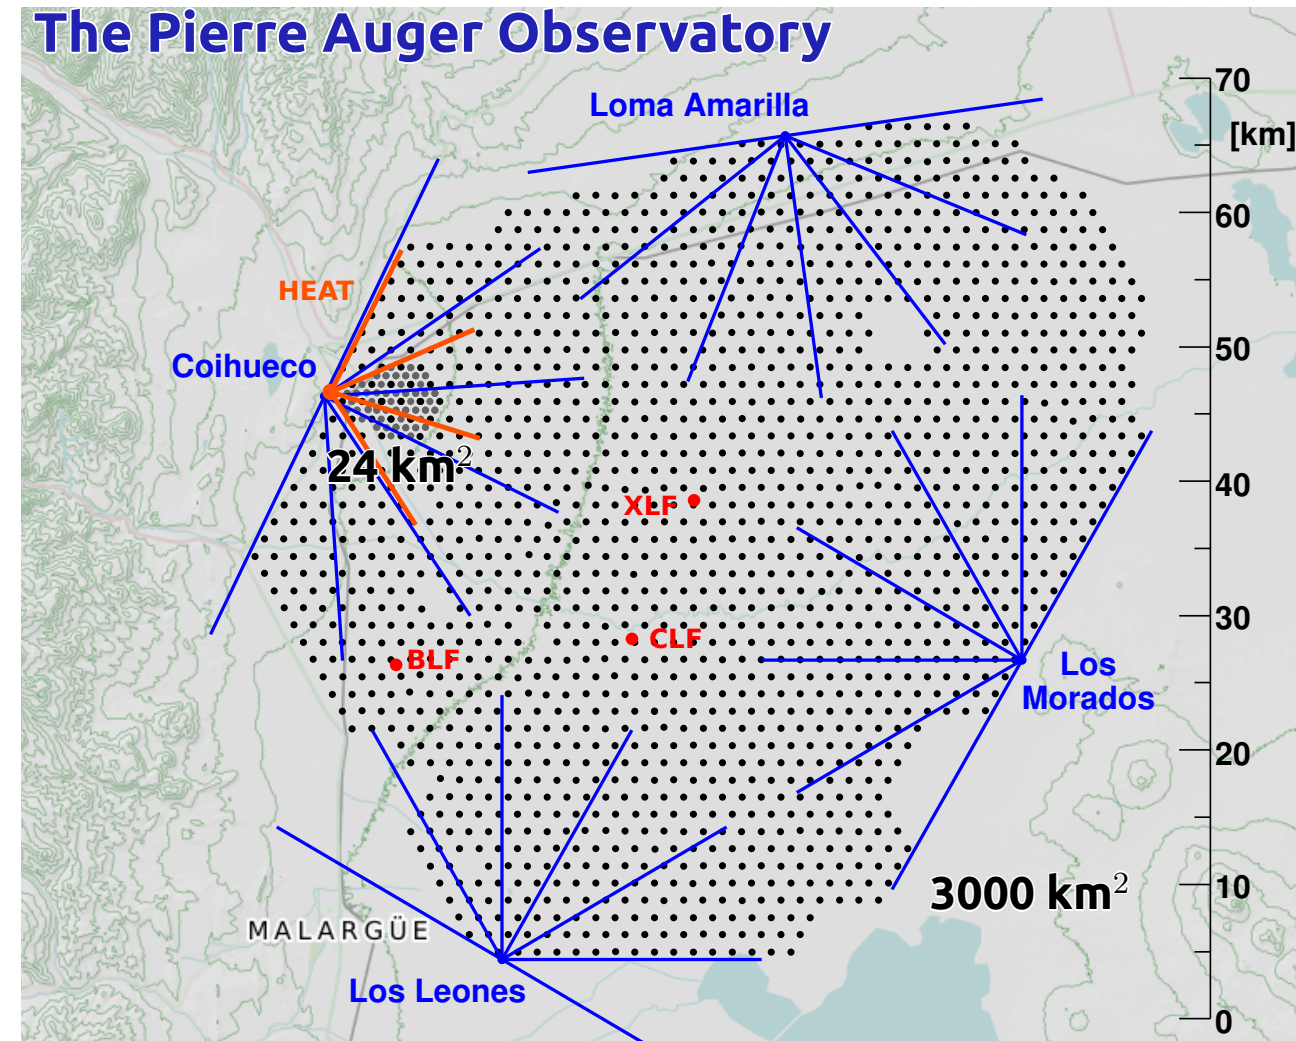 The Pierre Auger Observatory
Loma Amarilla
70
[km]
60
HEAT
50
Coihueco
24 km²
40
XLF
30
CLF
BLF
Los
Morados
20
10
3000 km²
MALARGÜE
Los Leones
0